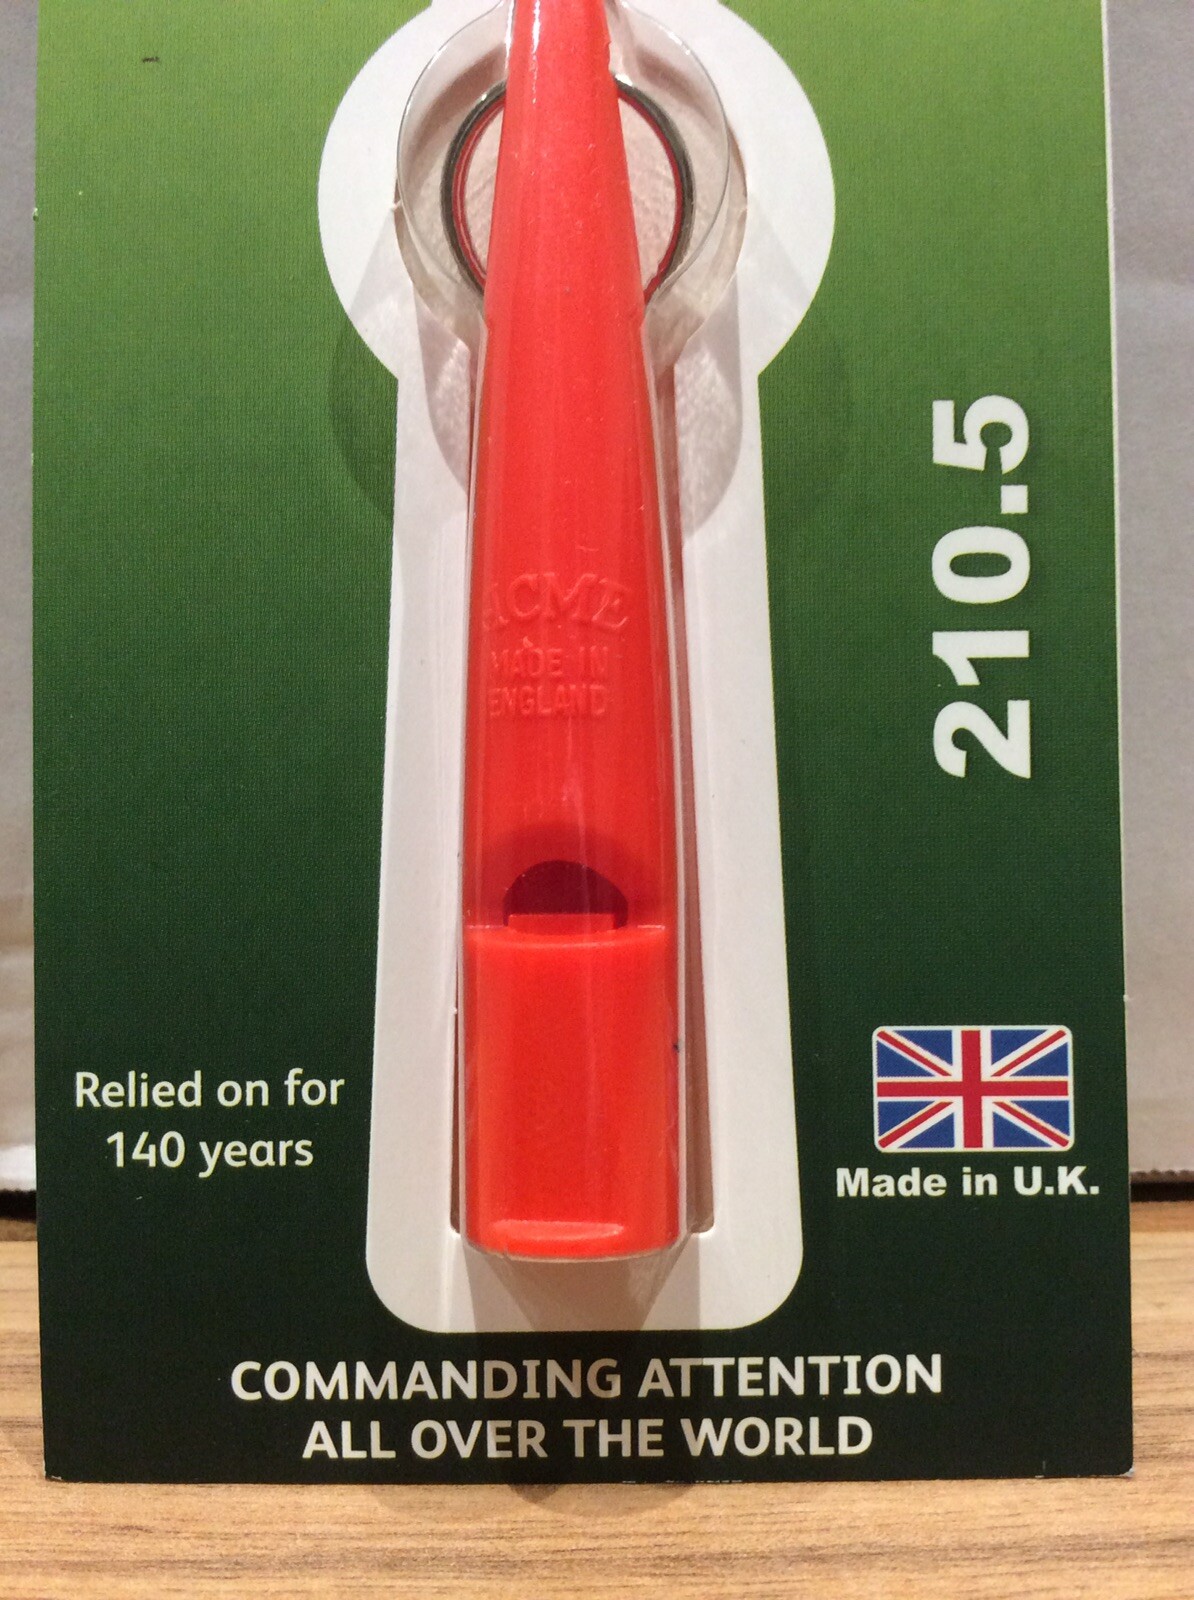 ACME
MADE IN
ENGLAND
210.5
Relied on for
140 years
Made in U.K.
COMMANDING ATTENTION
ALL OVER THE WORLD